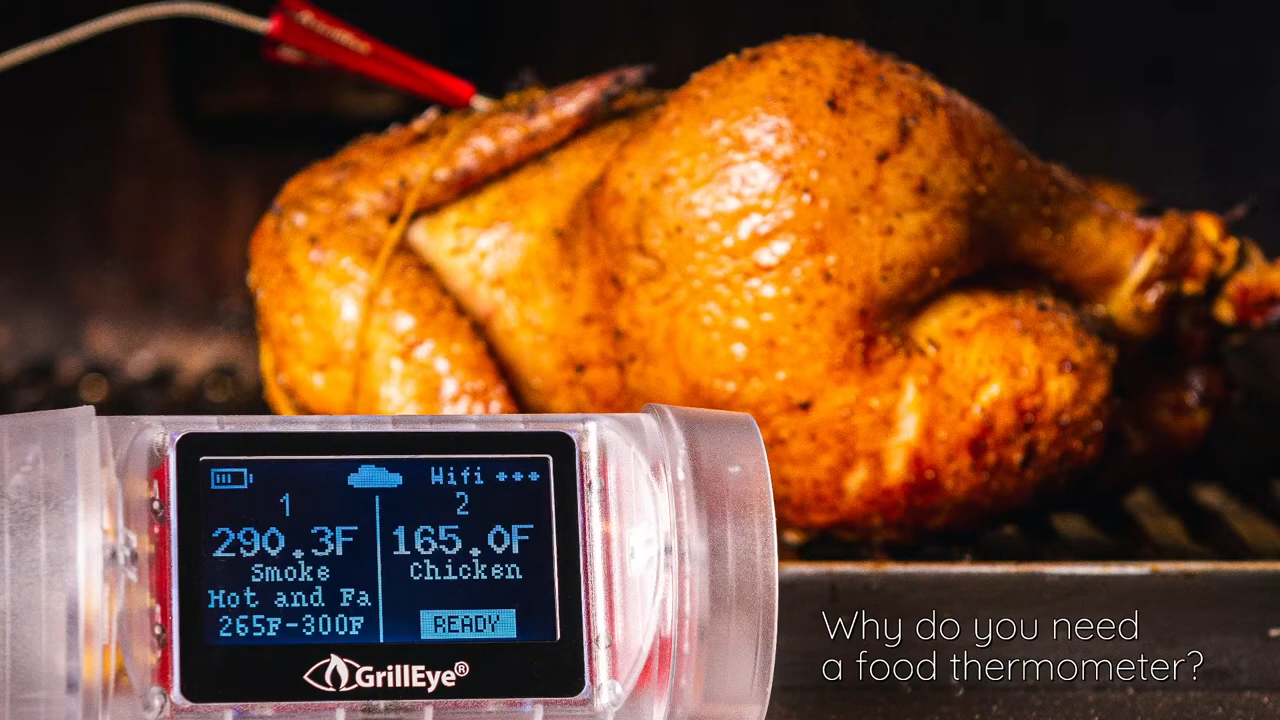 Wifi
1
290.3F
Smoke
Hot and Fa
265F-300F
2
165.0F
Chicken
READY
GrillEye®
Why do you need
a food thermometer?